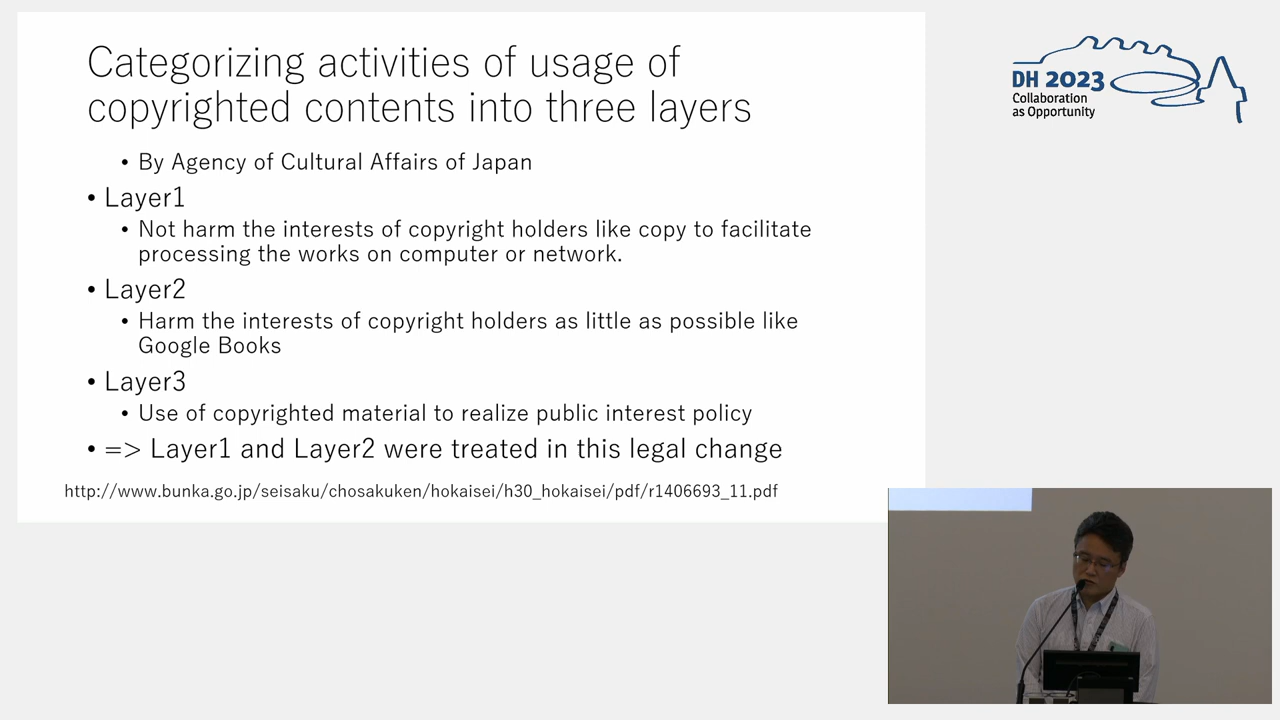 Categorizing activities of usage of
copyrighted contents into three layers
• By Agency of Cultural Affairs of Japan
• Layer1
• Not harm the interests of copyright holders like copy to facilitate
processing the works on computer or network.
• Layer2
• Harm the interests of copyright holders as little as possible like
Google Books
• Layer3
• Use of copyrighted material to realize public interest policy
• => Layer1 and Layer2 were treated in this legal change
http://www.bunka.go.jp/seisaku/chosakuken/hokaisei/h30_hokaisei/pdf/r1406693_11.pdf
DH 2023
Collaboration
as Opportunity